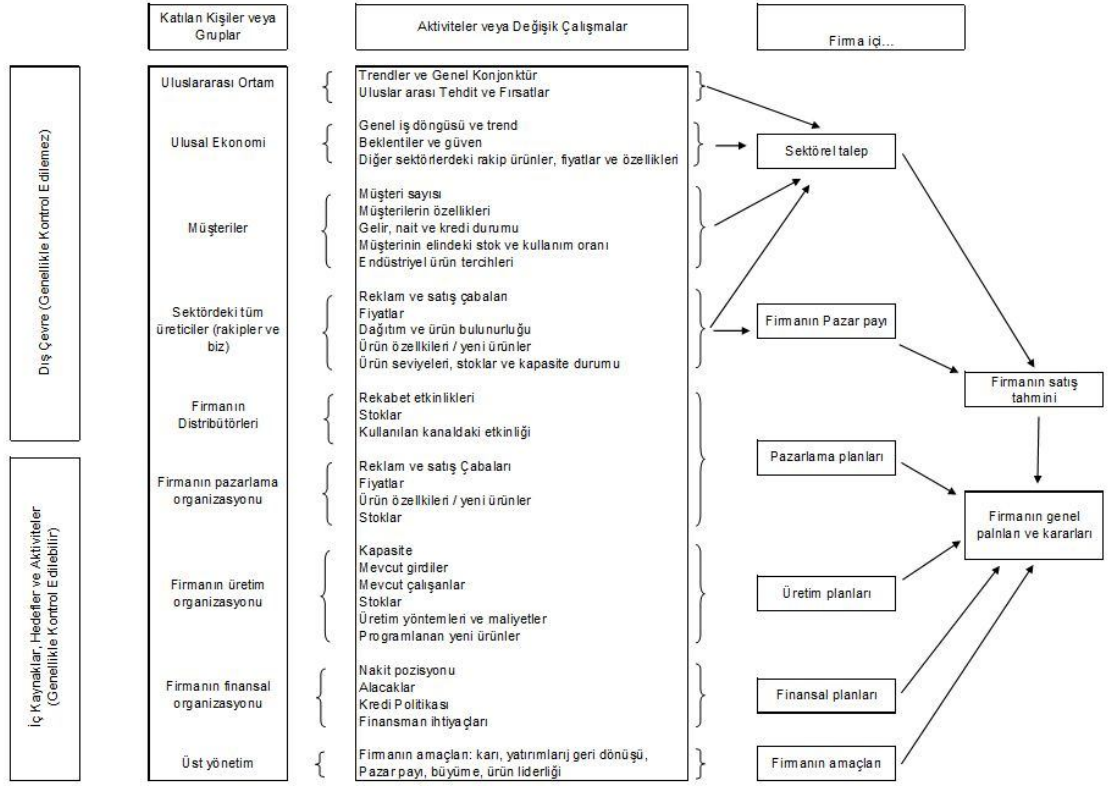 Katılan Kişiler veya
Gruplar
Aktiviteler veya Değişik Çalışmalar
Firma içi...
Dış Çevre (Genellikle Kontrol Edilemez)
Uluslararası Ortam
Trendler ve Genel Konjonktür
Uluslar arası Tehdit ve Fırsatlar
Ulusal Ekonomi
Genel iş döngüsü ve trend
Beklentiler ve güven
Diğer sektörlerdeki rakip ürünler, fiyatlar ve özellikleri
Sektörel talep
Müşteriler
Müşteri sayısı
Müşterilerin özellikleri
Gelir, nait ve kredi durumu
Müşterinin elindeki stok ve kullanım oranı
Endüstriyel ürün tercihleri
Sektördeki tüm
üreticiler (rakipler ve
biz)
Reklam ve satış çabaları
Fiyatlar
Dağıtım ve ürün bulunurluğu
Ürün özellkileri / yeni ürünler
Ürün seviyeleri, stoklar ve kapasite durumu
Firmanın Pazar payı
Firmanın satış
tahmini
Firmanın
Distribütörleri
Rekabet etkinlikleri
Stoklar
Kullanılan kanaldaki etkinliği
İç Kaynaklar, Hedefler ve Aktiviteler
(Genellikle Kontrol Edilebilir)
Firmanın pazarlama
organizasyonu
Reklam ve satış Çabaları
Fiyatlar
Ürün özellkileri / yeni ürünler
Stoklar
Pazarlama planları
Firmanın genel
palnları ve kararları
Firmanın üretim
organizasyonu
Kapasite
Mevcut girdiler
Mevcut çalışanlar
Stoklar
Üretim yöntemleri ve maliyetler
Programlanan yeni ürünler
Üretim planları
Firmanın finansal
organizasyonu
Nakit pozisyonu
Alacaklar
Kredi Politikası
Finansman ihtiyaçları
Finansal planları
Üst yönetim
Firmanın amaçları: karı, yatırımlarıj geri dönüşü,
Pazar payı, büyüme, ürün liderliği
Firmanın amaçları